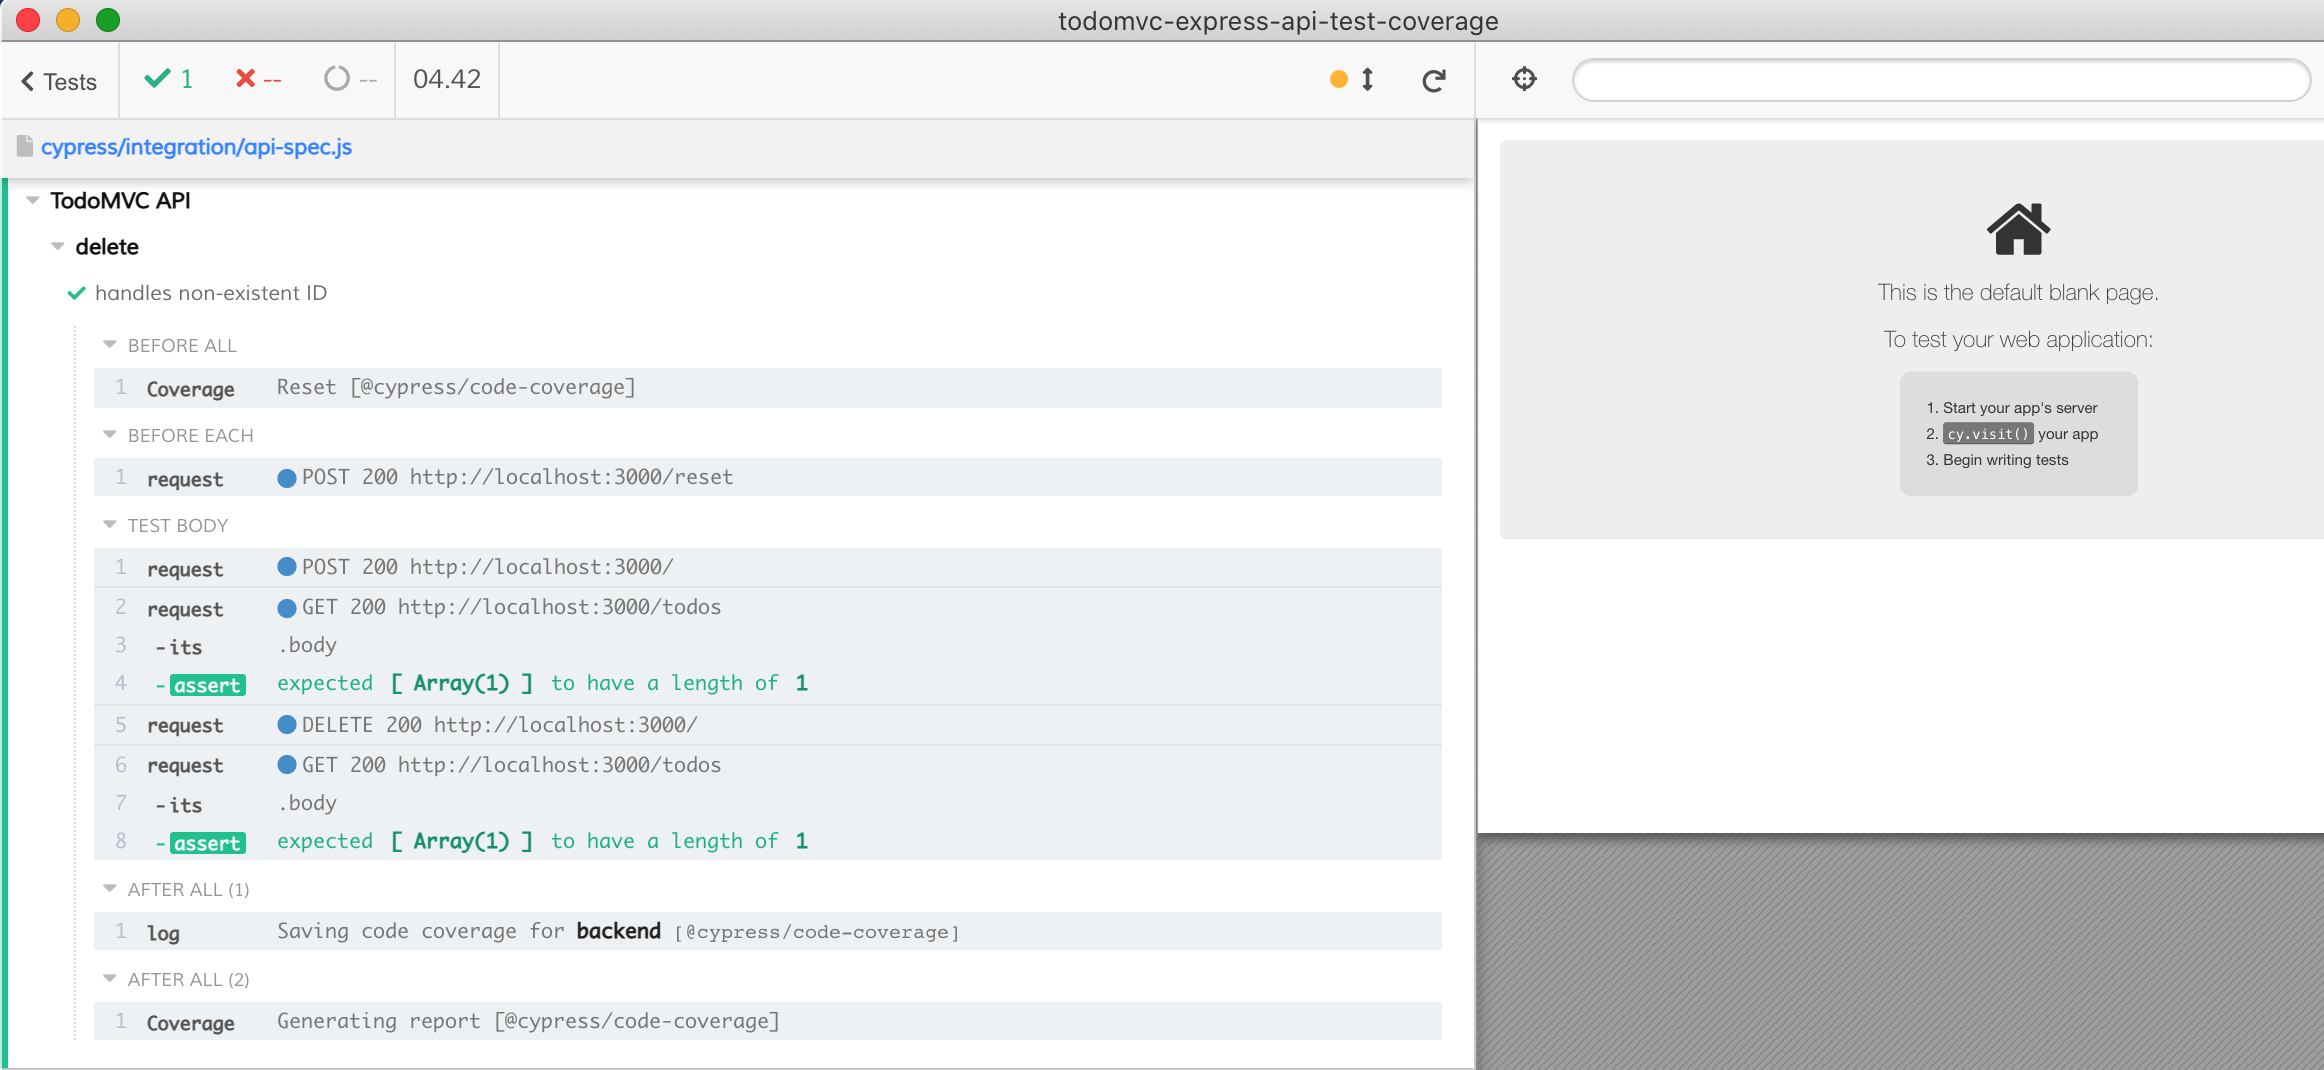 todomvc-express-api-test-coverage
Tests 1 -- -- 04.42
cypress/integration/api-spec.js
TodoMVC API
delete
handles non-existent ID
BEFORE ALL
1 Coverage Reset [@cypress/code-coverage]
BEFORE EACH
1 request POST 200 http://localhost:3000/reset
TEST BODY
1 request POST 200 http://localhost:3000/
2 request GET 200 http://localhost:3000/todos
3 -its .body
4 -assert expected [ Array(1) ] to have a length of 1
5 request DELETE 200 http://localhost:3000/
6 request GET 200 http://localhost:3000/todos
7 -its .body
8 -assert expected [ Array(1) ] to have a length of 1
AFTER ALL (1)
1 log Saving code coverage for backend [@cypress/code-coverage]
AFTER ALL (2)
1 Coverage Generating report [@cypress/code-coverage]
This is the default blank page.
To test your web application:
1. Start your app's server
2. cy.visit() your app
3. Begin writing tests